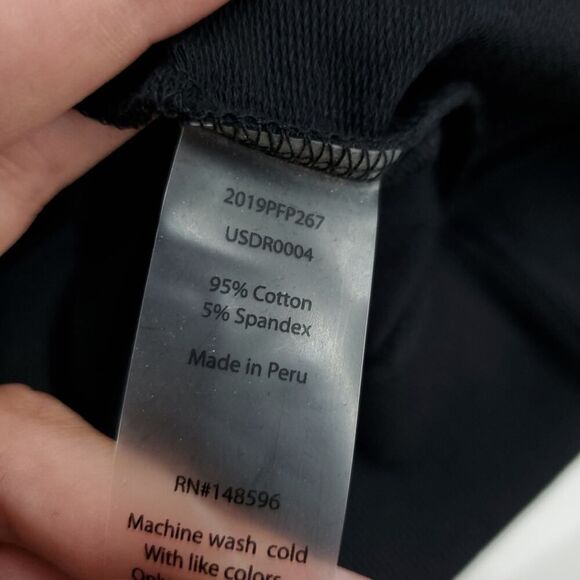 2019PFP267
USDR0004
95% Cotton
5% Spandex
Made in Peru
RN#148596
Machine wash cold
With like colors